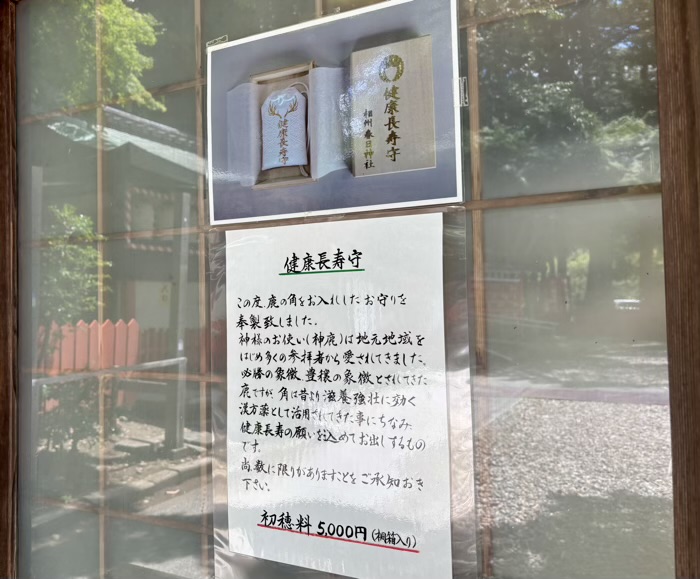 健康長寿守
健康長寿守
相州 春日神社
健康長寿守
この度、鹿の角をお入れしたお守りを
奉製致しました。
神様のお使い(神鹿)は地元地域を
はじめ多くの参拝者から愛されてきました。
必勝の象徴、豊穣の象徴とされてきた
鹿ですが、角は昔より滋養強壮に効く
漢方薬として活用されてきた事にちなみ
健康長寿の願いを込めてお出しするもの
です。
尚、数に限りがありますことをご承知おき
下さい。
初穂料 5,000円(桐箱入り)